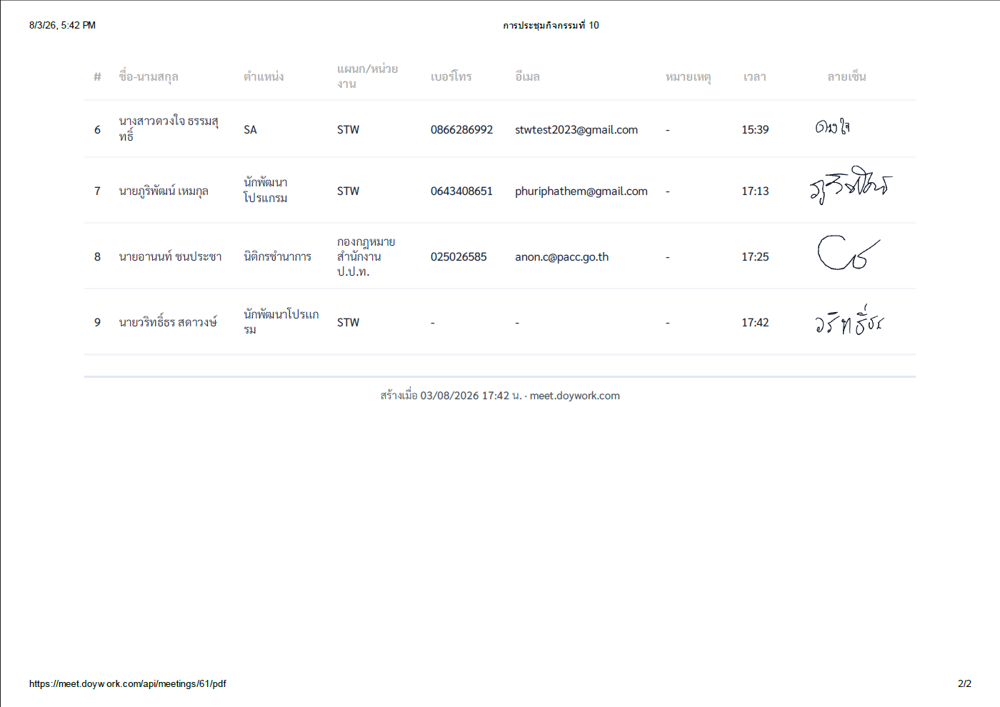 8/3/26, 5:42 PM การประชุมกิจกรรมที่ 10
# ชื่อ-นามสกุล ตำแหน่ง แผนก/หน่วยงาน เบอร์โทร อีเมล หมายเหตุ เวลา ลายเซ็น
6 นางสาวดวงใจ ธรรมสุทธิ์ SA STW 0866286992 stwtest2023@gmail.com - 15:39 ดวงใจ
7 นายภูริพัฒน์ เหมกุล นักพัฒนาโปรแกรม STW 0643408651 phuriphathem@gmail.com - 17:13 ภูริพัฒน์
8 นายอานนท์ ชนประชา นิติกรชำนาการ กองกฎหมาย สำนักงาน ป.ป.ท. 025026585 anon.c@pacc.go.th - 17:25
9 นายวริทธิ์ธร สดาวงษ์ นักพัฒนาโปรแกรม STW - - - 17:42 วริทธิ์ธร
สร้างเมื่อ 03/08/2026 17:42 น. · meet.doywork.com
https://meet.doywork.com/api/meetings/61/pdf 2/2